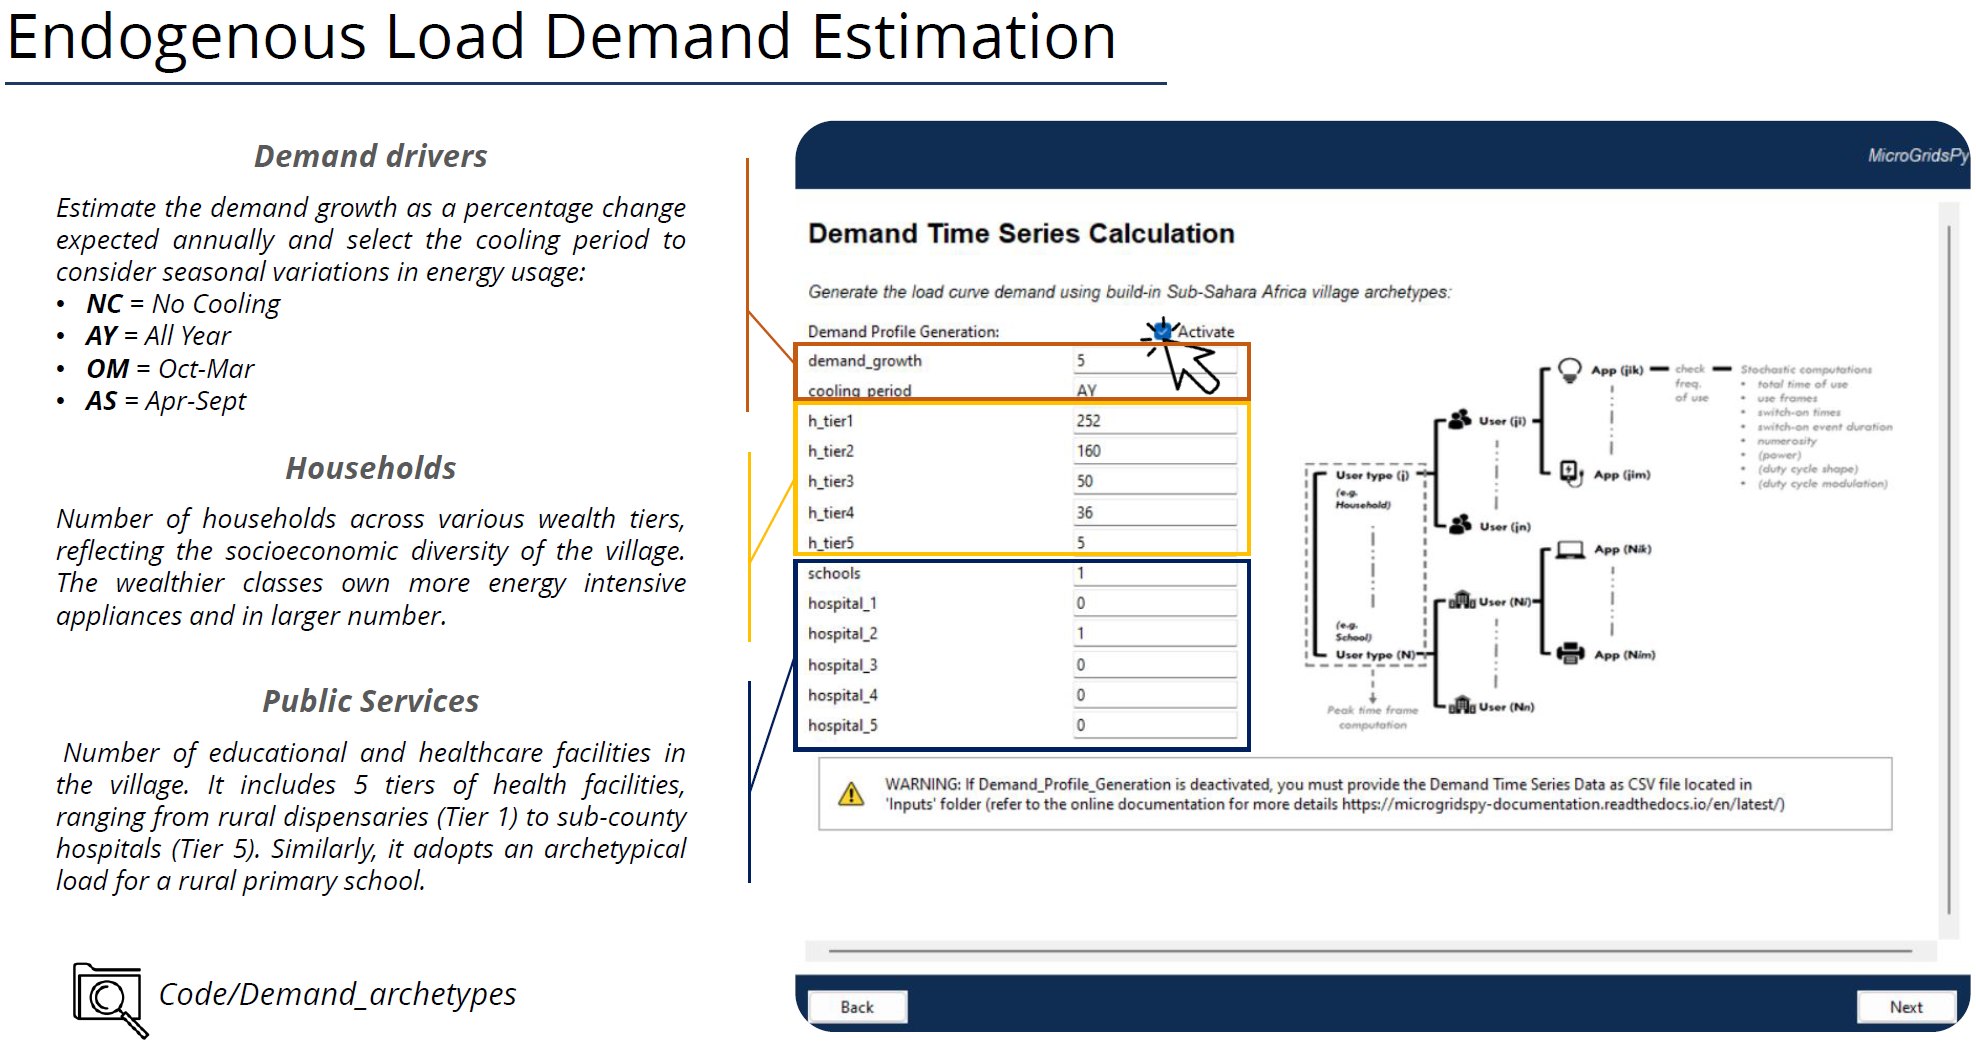 Endogenous Load Demand Estimation
Demand drivers
Estimate the demand growth as a percentage change
expected annually and select the cooling period to
consider seasonal variations in energy usage:
• NC = No Cooling
• AY = All Year
• OM = Oct-Mar
• AS = Apr-Sept
Households
Number of households across various wealth tiers,
reflecting the socioeconomic diversity of the village.
The wealthier classes own more energy intensive
appliances and in larger number.
Public Services
Number of educational and healthcare facilities in
the village. It includes 5 tiers of health facilities,
ranging from rural dispensaries (Tier 1) to sub-county
hospitals (Tier 5). Similarly, it adopts an archetypical
load for a rural primary school.
Code/Demand_archetypes
MicroGridsPy
Demand Time Series Calculation
Generate the load curve demand using build-in Sub-Sahara Africa village archetypes:
Demand Profile Generation: Activate
demand_growth 5
cooling_period AY
h_tier1 252
h_tier2 160
h_tier3 50
h_tier4 36
h_tier5 5
schools 1
hospital_1 0
hospital_2 1
hospital_3 0
hospital_4 0
hospital_5 0
User type (j)
(e.g.
Household)
(e.g.
School)
User type (N)
Peak time frame
computation
User (ji)
User (jn)
User (Ni)
User (Nn)
App (jik)
App (jim)
App (Nik)
App (Nim)
check
freq.
of use
Stochastic computations
• total time of use
• use frames
• switch-on times
• switch-on event duration
• numerosity
• (power)
• (duty cycle shape)
• (duty cycle modulation)
WARNING: If Demand_Profile_Generation is deactivated, you must provide the Demand Time Series Data as CSV file located in
'Inputs' folder (refer to the online documentation for more details https://microgridspy-documentation.readthedocs.io/en/latest/)
Back
Next